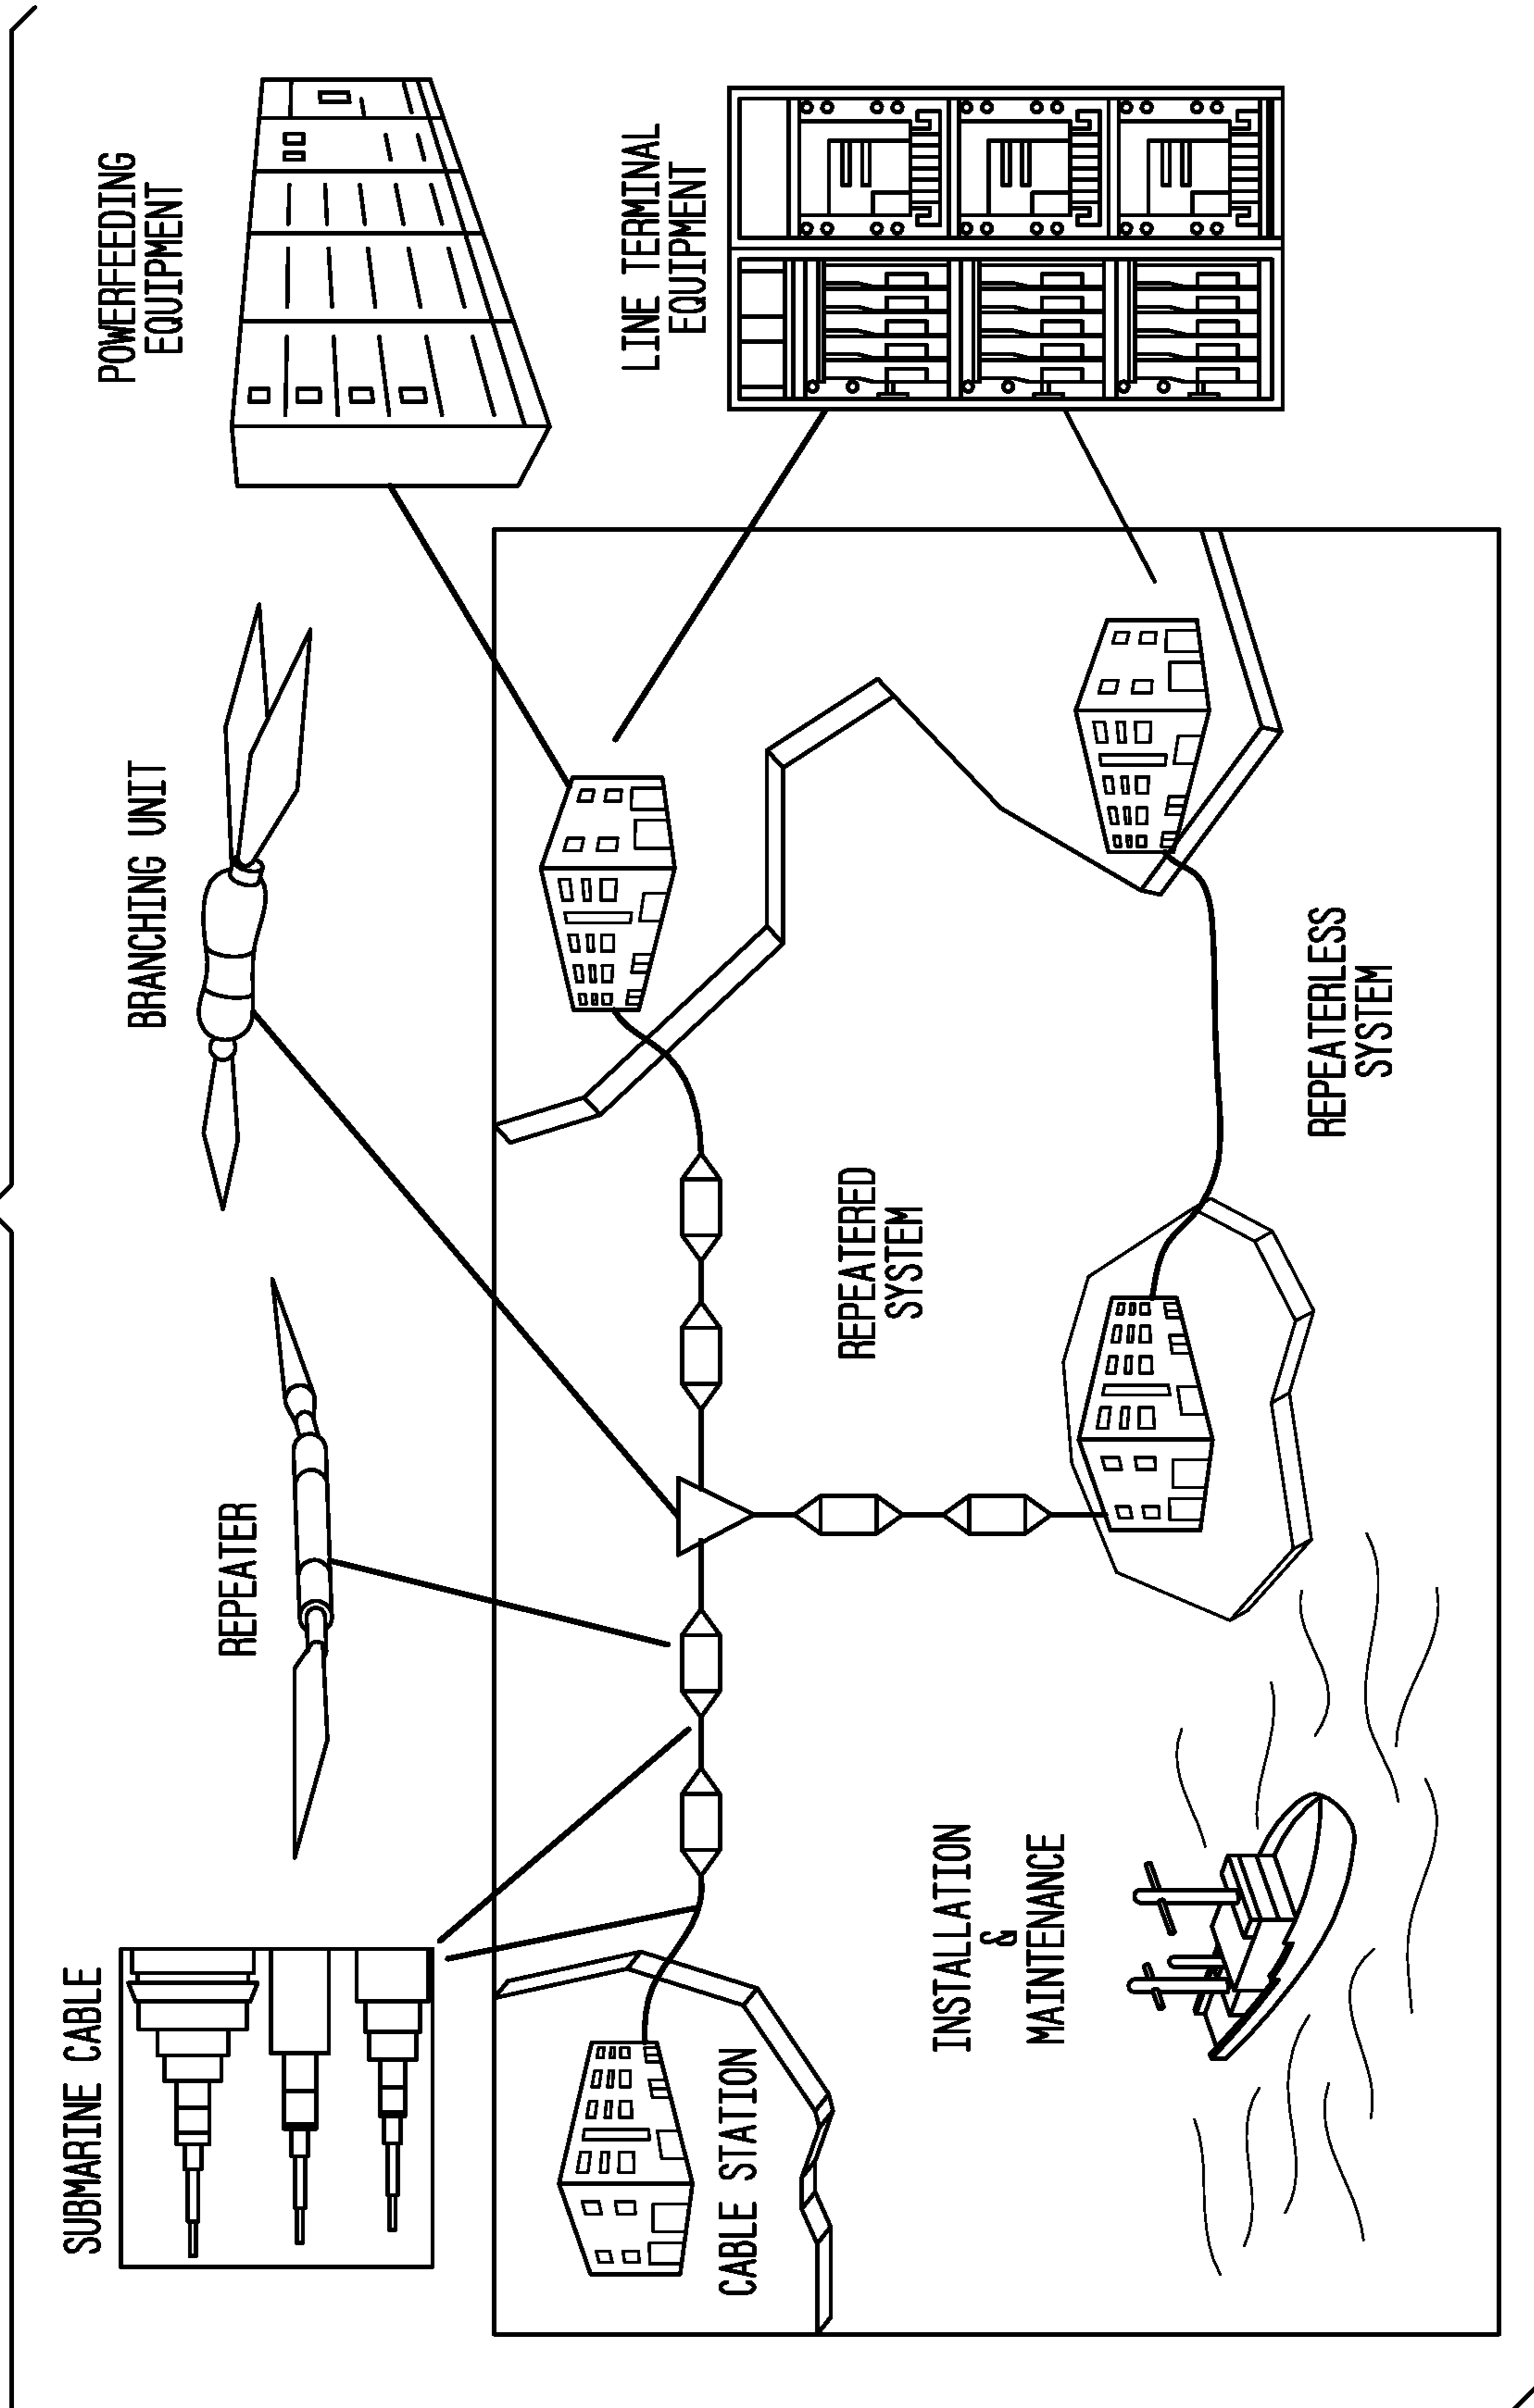 SUBMARINE CABLE
REPEATER
BRANCHING UNIT
POWERFEEDING
EQUIPMENT
LINE TERMINAL
EQUIPMENT
CABLE STATION
REPEATERED
SYSTEM
INSTALLATION
&
MAINTENANCE
REPEATERLESS
SYSTEM